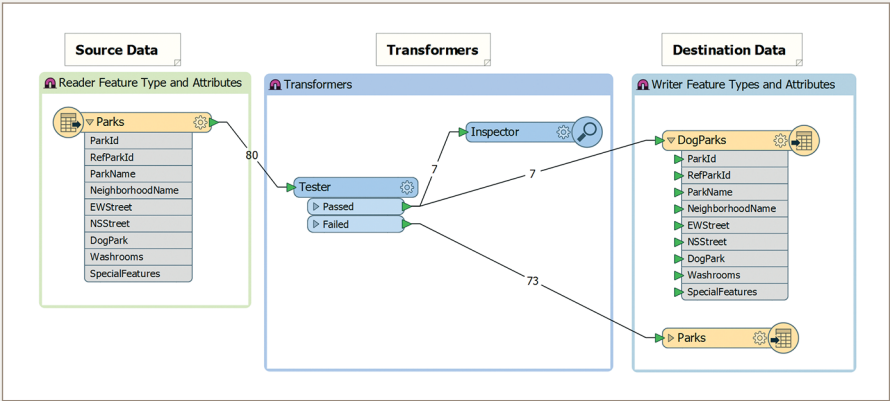 Source Data
Transformers
Destination Data
Reader Feature Type and Attributes
Transformers
Writer Feature Types and Attributes
Parks
ParkId
RefParkId
ParkName
NeighborhoodName
EWStreet
NSStreet
DogPark
Washrooms
SpecialFeatures
80
Tester
Passed
Failed
7
Inspector
7
73
DogParks
ParkId
RefParkId
ParkName
NeighborhoodName
EWStreet
NSStreet
DogPark
Washrooms
SpecialFeatures
Parks